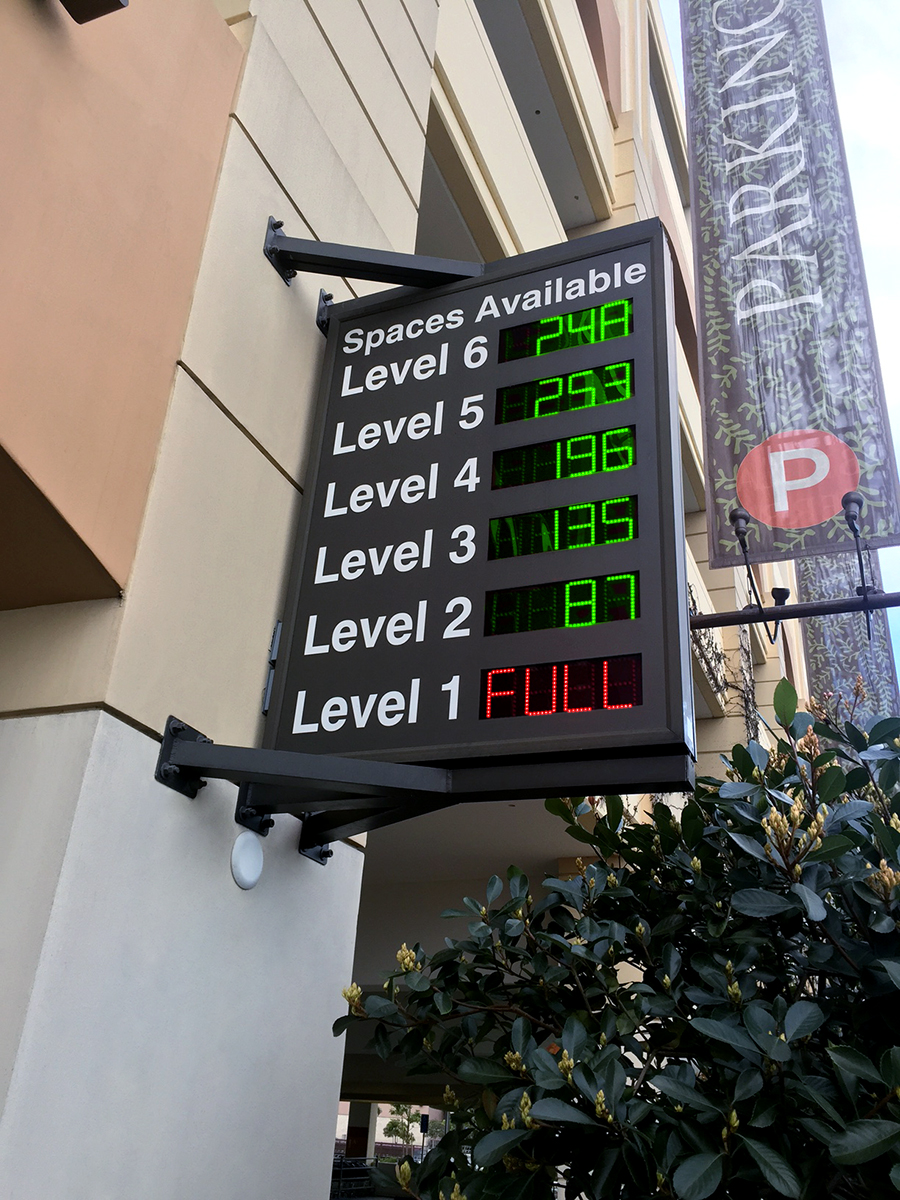 Spaces Available
Level 6 248
Level 5 253
Level 4 196
Level 3 135
Level 2 87
Level 1 FULL
PARKING
P